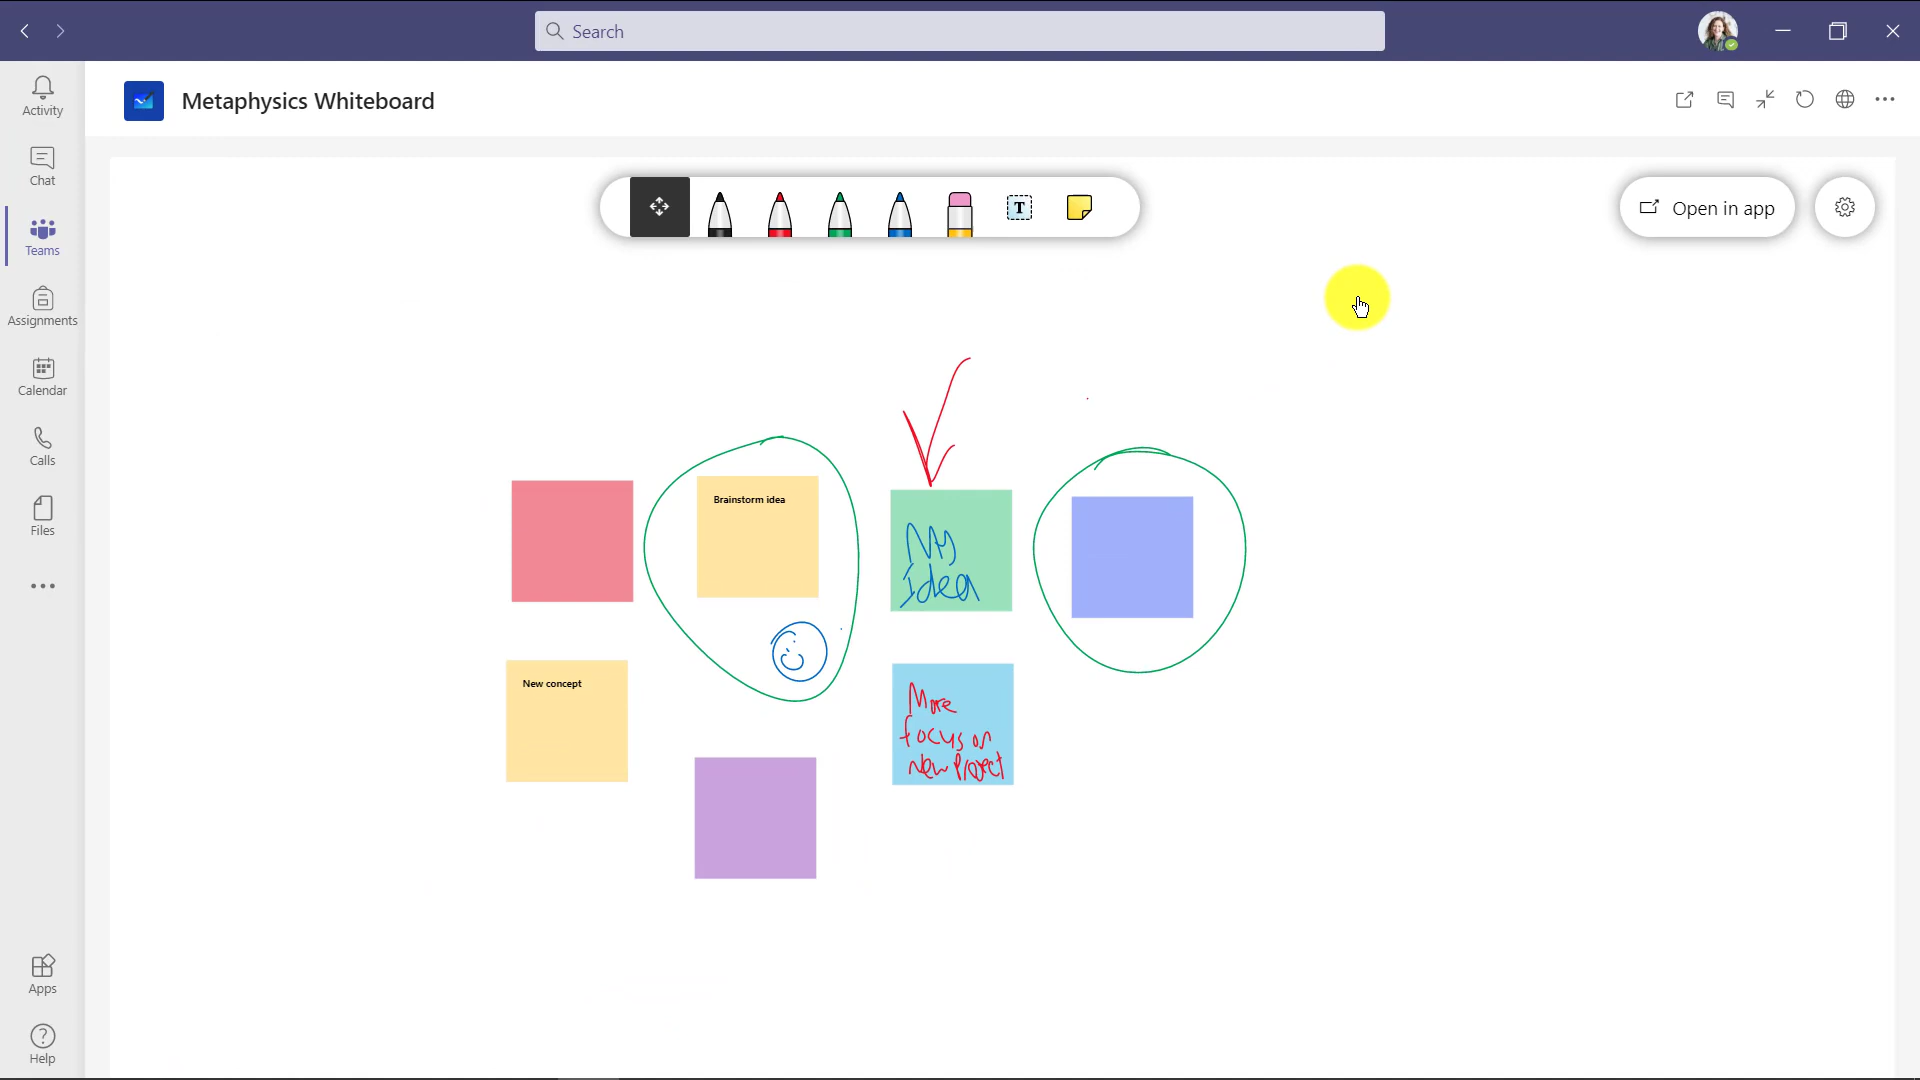 Search
Activity
Metaphysics Whiteboard
Chat
Teams
T
Open in app
Assignments
Calendar
Calls
Files
Brainstorm idea
My
Idea
New concept
More
focus on
New Project
Apps
Help